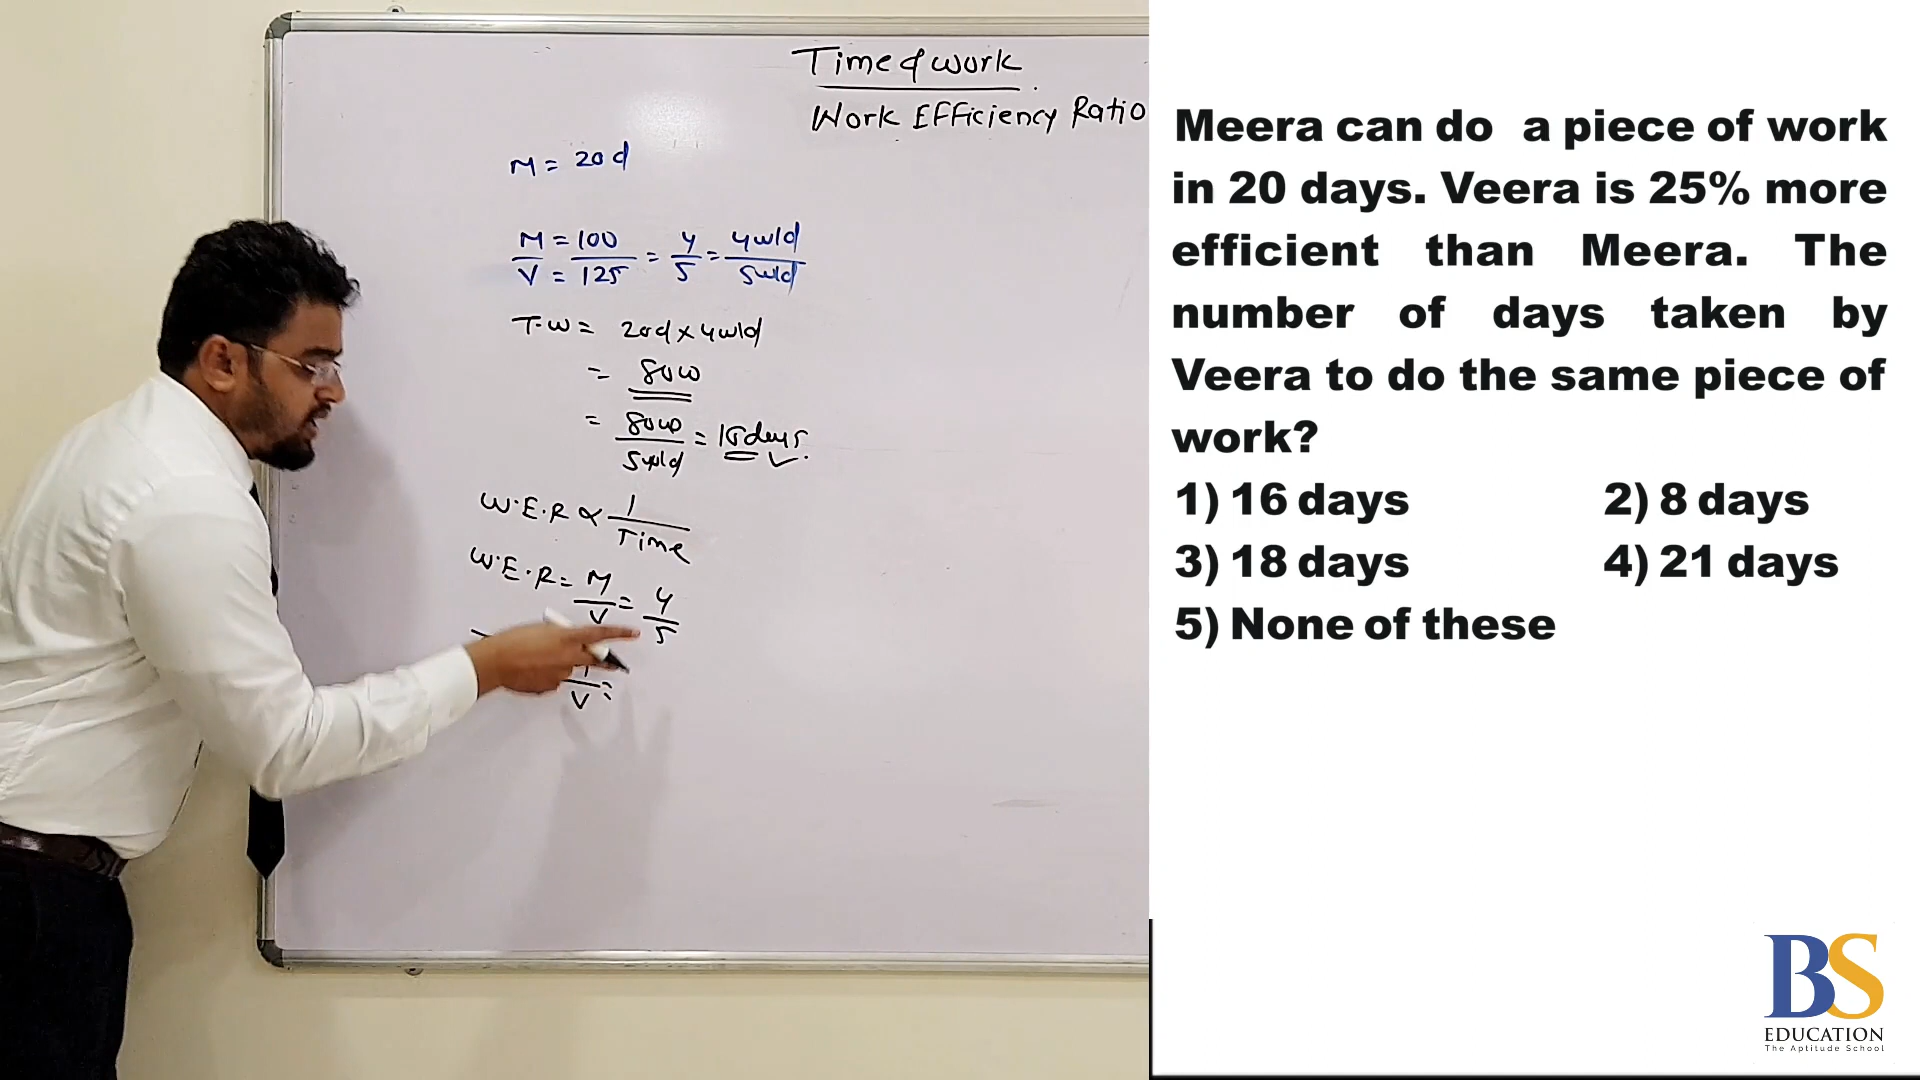 Time & work
Work Efficiency Ratio
M = 20d
M = 100 = 4 = 4w/d
V = 125 5 5w/d
T.W = 20d x 4w/d
= 80w
= 80w = 16 days.
5w/d
W.E.R ∝ 1
Time
W.E.R = M = 4
V 5
V =
Meera can do a piece of work
in 20 days. Veera is 25% more
efficient than Meera. The
number of days taken by
Veera to do the same piece of
work?
1) 16 days 2) 8 days
3) 18 days 4) 21 days
5) None of these
BS
EDUCATION
The Aptitude School